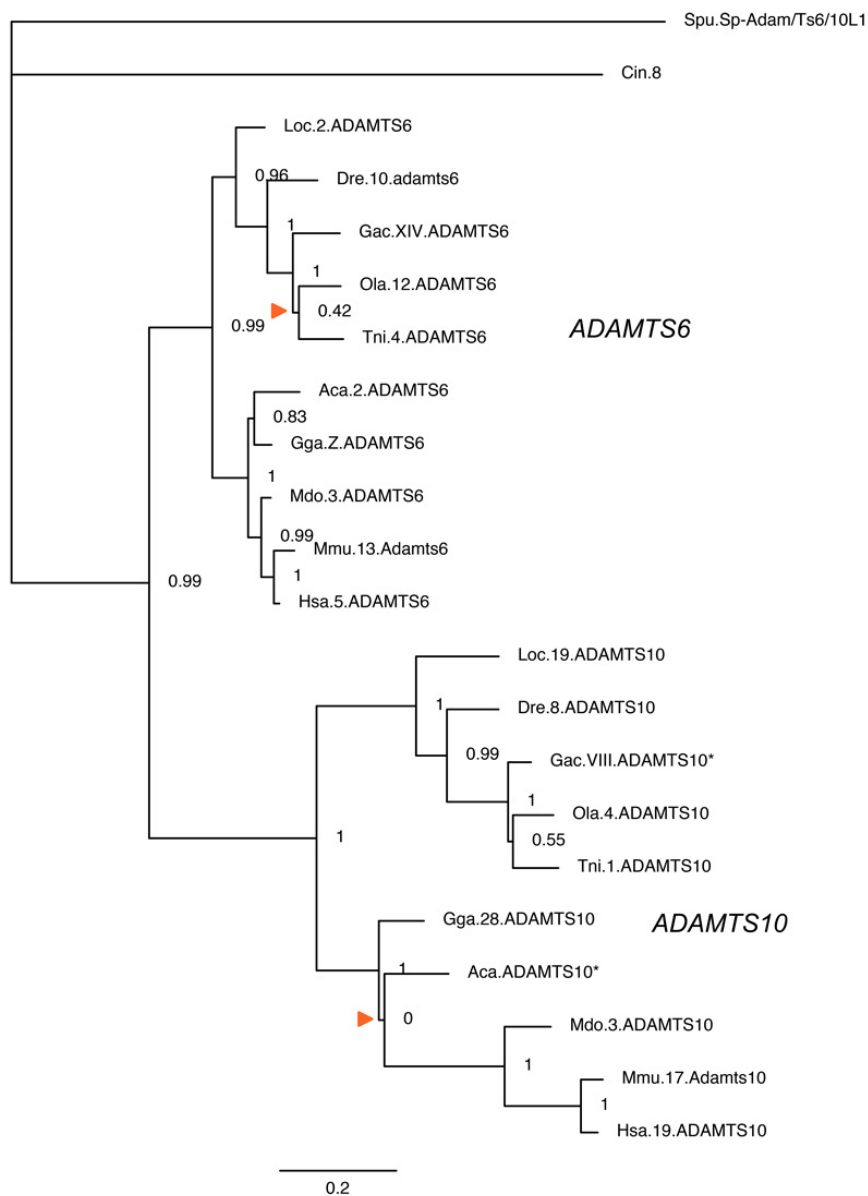 Spu.Sp-Adam/Ts6/10L1
Cin.8
Loc.2.ADAMTS6
0.96
Dre.10.adamts6
1
Gac.XIV.ADAMTS6
1
Ola.12.ADAMTS6
0.42
0.99
ADAMTS6
Tni.4.ADAMTS6
Aca.2.ADAMTS6
0.83
Gga.Z.ADAMTS6
1
Mdo.3.ADAMTS6
0.99
Mmu.13.Adamts6
1
0.99
Hsa.5.ADAMTS6
Loc.19.ADAMTS10
1
Dre.8.ADAMTS10
0.99
Gac.VIII.ADAMTS10*
1
Ola.4.ADAMTS10
1
0.55
Tni.1.ADAMTS10
Gga.28.ADAMTS10
ADAMTS10
1
Aca.ADAMTS10*
0
Mdo.3.ADAMTS10
1
Mmu.17.Adamts10
1
Hsa.19.ADAMTS10
0.2